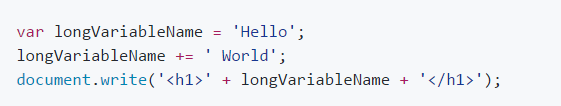 var longVariableName = 'Hello';
longVariableName += ' World';
document.write('<h1>' + longVariableName + '</h1>');